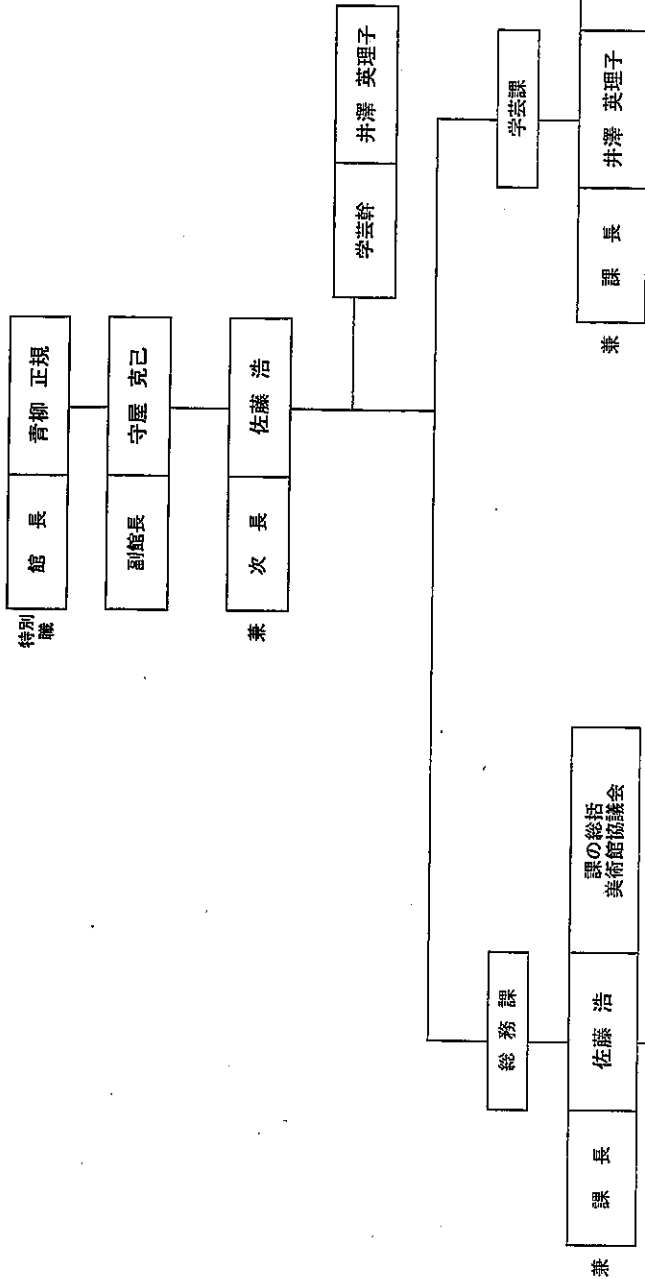 特別職
館 長 青柳 正規
副館長 守屋 克己
兼 次 長 佐藤 浩
学芸幹 井澤 英理子
総 務 課
兼 課 長 佐藤 浩 課の総括
美術館協議会
学芸課
兼 課 長 井澤 英理子